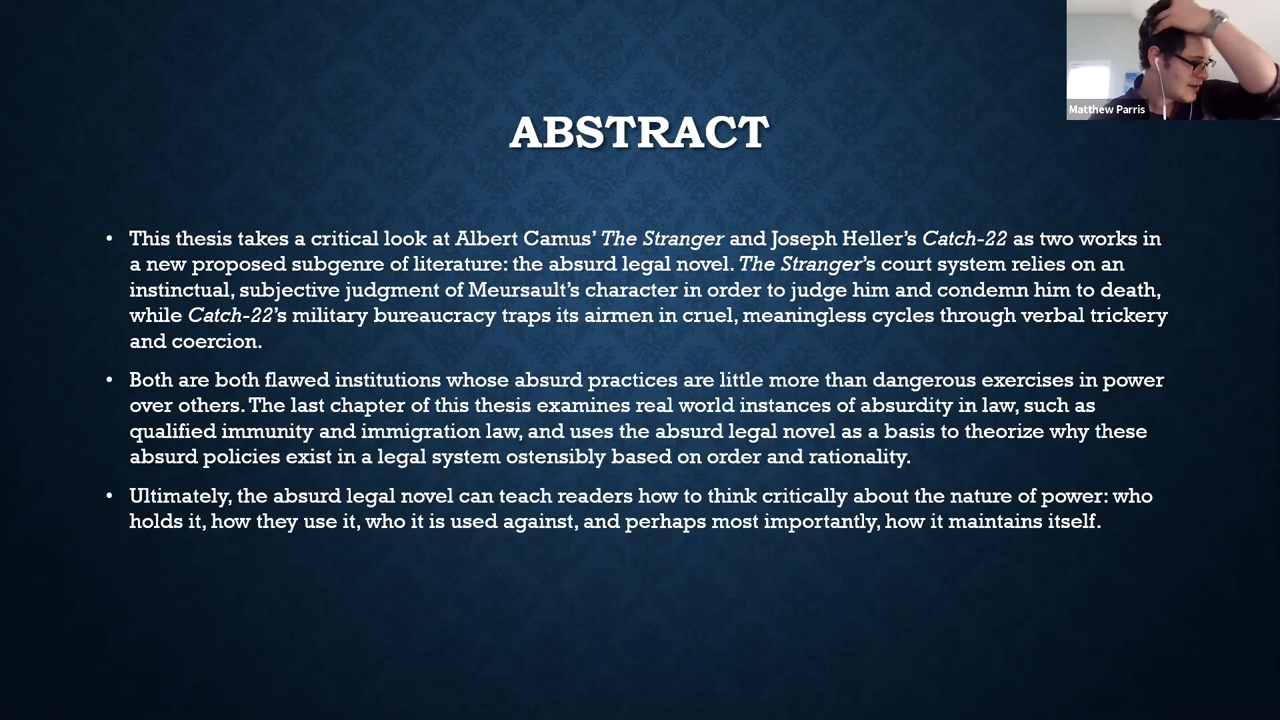 Matthew Parris
ABSTRACT
• This thesis takes a critical look at Albert Camus’ The Stranger and Joseph Heller’s Catch-22 as two works in
a new proposed subgenre of literature: the absurd legal novel. The Stranger’s court system relies on an
instinctual, subjective judgment of Meursault’s character in order to judge him and condemn him to death,
while Catch-22’s military bureaucracy traps its airmen in cruel, meaningless cycles through verbal trickery
and coercion.
• Both are both flawed institutions whose absurd practices are little more than dangerous exercises in power
over others. The last chapter of this thesis examines real world instances of absurdity in law, such as
qualified immunity and immigration law, and uses the absurd legal novel as a basis to theorize why these
absurd policies exist in a legal system ostensibly based on order and rationality.
• Ultimately, the absurd legal novel can teach readers how to think critically about the nature of power: who
holds it, how they use it, who it is used against, and perhaps most importantly, how it maintains itself.